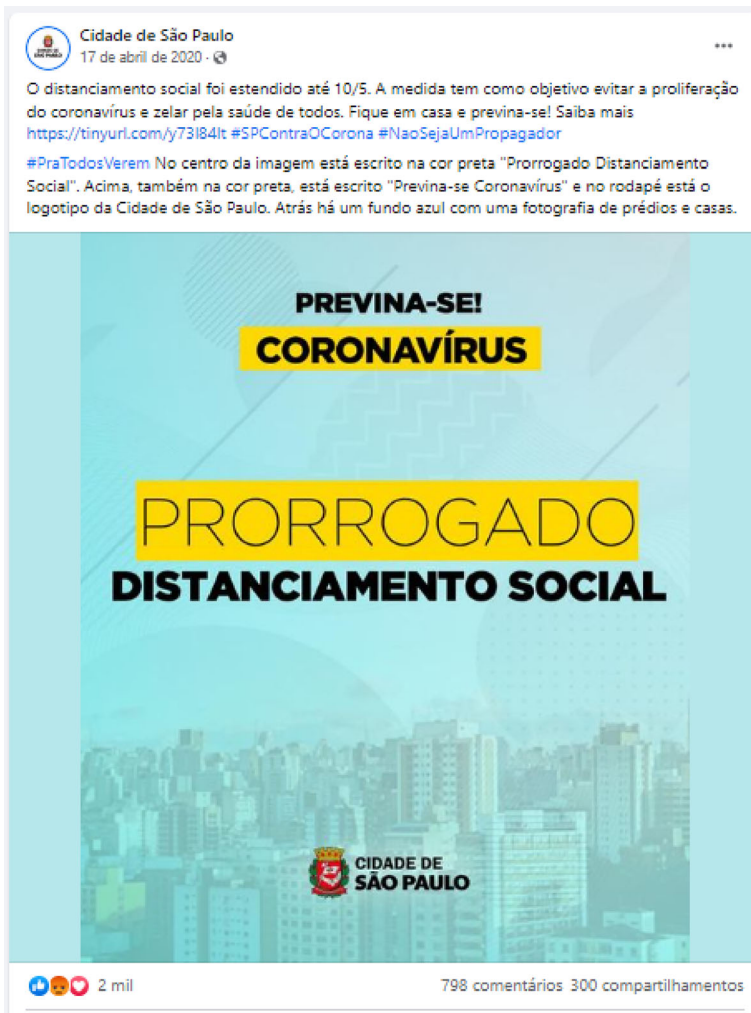 Cidade de São Paulo
17 de abril de 2020 ·
O distanciamento social foi estendido até 10/5. A medida tem como objetivo evitar a proliferação
do coronavírus e zelar pela saúde de todos. Fique em casa e previna-se! Saiba mais
https://tinyurl.com/y73l84lt #SPContraOCorona #NaoSejaUmPropagador
#PraTodosVerem No centro da imagem está escrito na cor preta "Prorrogado Distanciamento
Social". Acima, também na cor preta, está escrito "Previna-se Coronavírus" e no rodapé está o
logotipo da Cidade de São Paulo. Atrás há um fundo azul com uma fotografia de prédios e casas.
PREVINA-SE!
CORONAVÍRUS
PRORROGADO
DISTANCIAMENTO SOCIAL
CIDADE DE
SÃO PAULO
2 mil
798 comentários 300 compartilhamentos